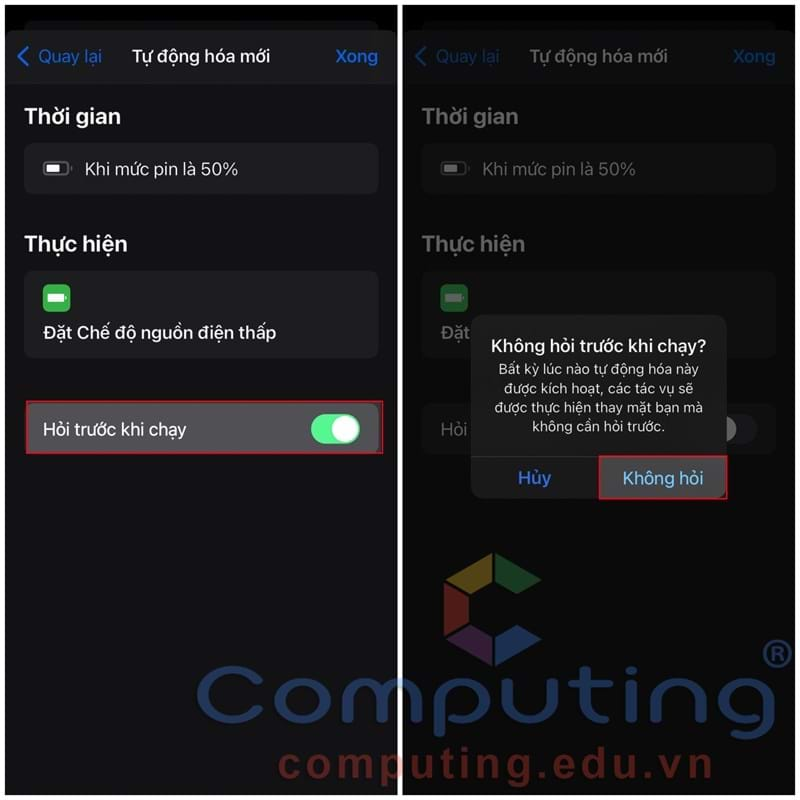 Quay lại Tự động hóa mới Xong
Thời gian
Khi mức pin là 50%
Thực hiện
Đặt Chế độ nguồn điện thấp
Hỏi trước khi chạy
Quay lại Tự động hóa mới Xong
Thời gian
Khi mức pin là 50%
Thực hiện
Đặt
Không hỏi trước khi chạy?
Bất kỳ lúc nào tự động hóa này
được kích hoạt, các tác vụ sẽ
được thực hiện thay mặt bạn mà
không cần hỏi trước.
Hỏi
Hủy Không hỏi
Computing®
computing.edu.vn